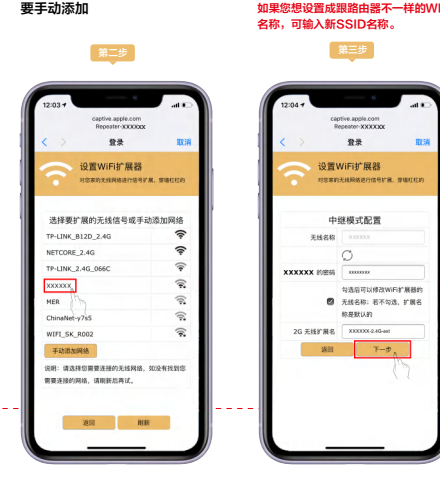 要手动添加
如果您想设置成跟路由器不一样的WI
名称，可输入新SSID名称。
第二步
第三步
12:03
captive.apple.com
Repeater-XXXXXX
登录
取消
设置WiFi扩展器
对您家的无线网络进行信号扩展、穿墙杠杠的
选择要扩展的无线信号或手动添加网络
TP-LINK_B12D_2.4G
NETCORE_2.4G
TP-LINK_2.4G_066C
XXXXXX
MER
ChinaNet-y7s5
WIFI_SK_R002
手动添加网络
说明：请选择您需要连接的无线网络，如没有找到您
需要连接的网络，请刷新后再试。
返回
刷新
12:04
captive.apple.com
Repeater-XXXXXX
登录
取消
设置WiFi扩展器
对您家的无线网络进行信号扩展、穿墙杠杠的
中继模式配置
无线名称
XXXXXX
XXXXXX 的密码
xxxxxxxx
勾选后可以修改WiFi扩展器的
无线名称；若不勾选，扩展名
称是默认的
2G 无线扩展名
XXXXXX-2.4G-ext
返回
下一步